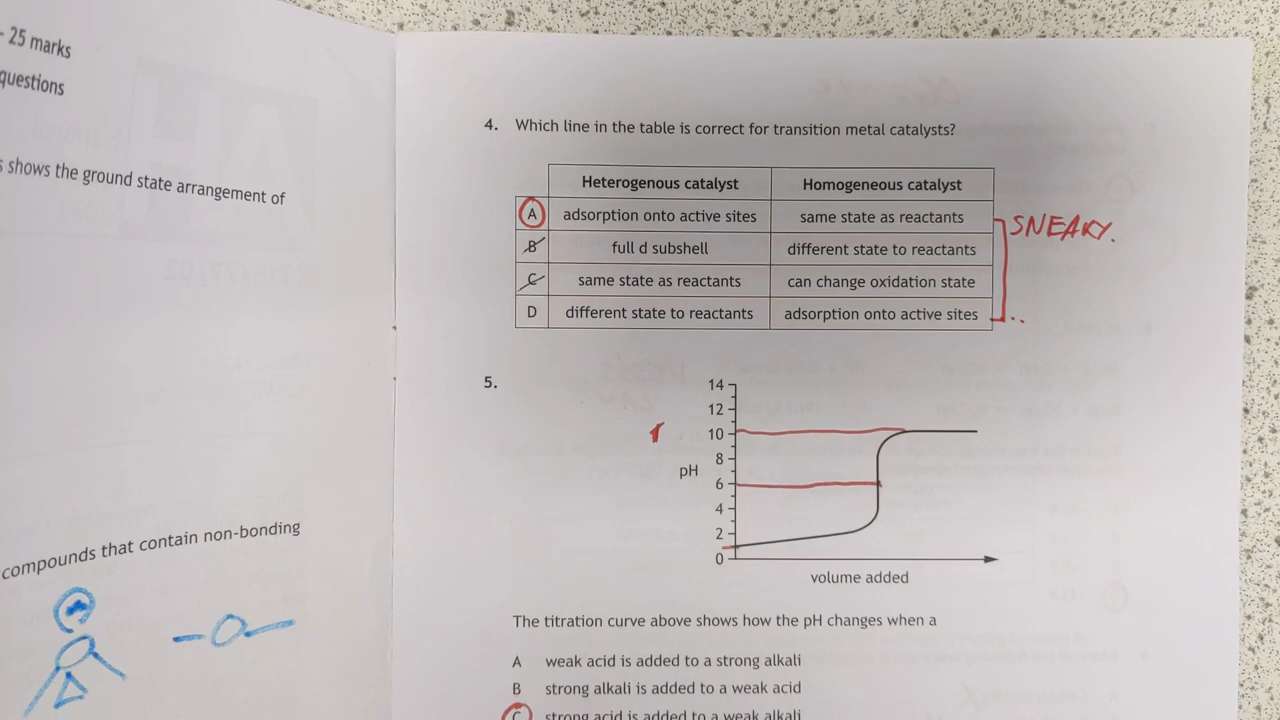 - 25 marks
questions
s shows the ground state arrangement of
compounds that contain non-bonding
4. Which line in the table is correct for transition metal catalysts?
Heterogenous catalyst Homogeneous catalyst
A adsorption onto active sites same state as reactants
B full d subshell different state to reactants
C same state as reactants can change oxidation state
D different state to reactants adsorption onto active sites
SNEAKY.
5.
14
12
10
8
pH
6
4
2
0
volume added
The titration curve above shows how the pH changes when a
A weak acid is added to a strong alkali
B strong alkali is added to a weak acid
C strong acid is added to a weak alkali